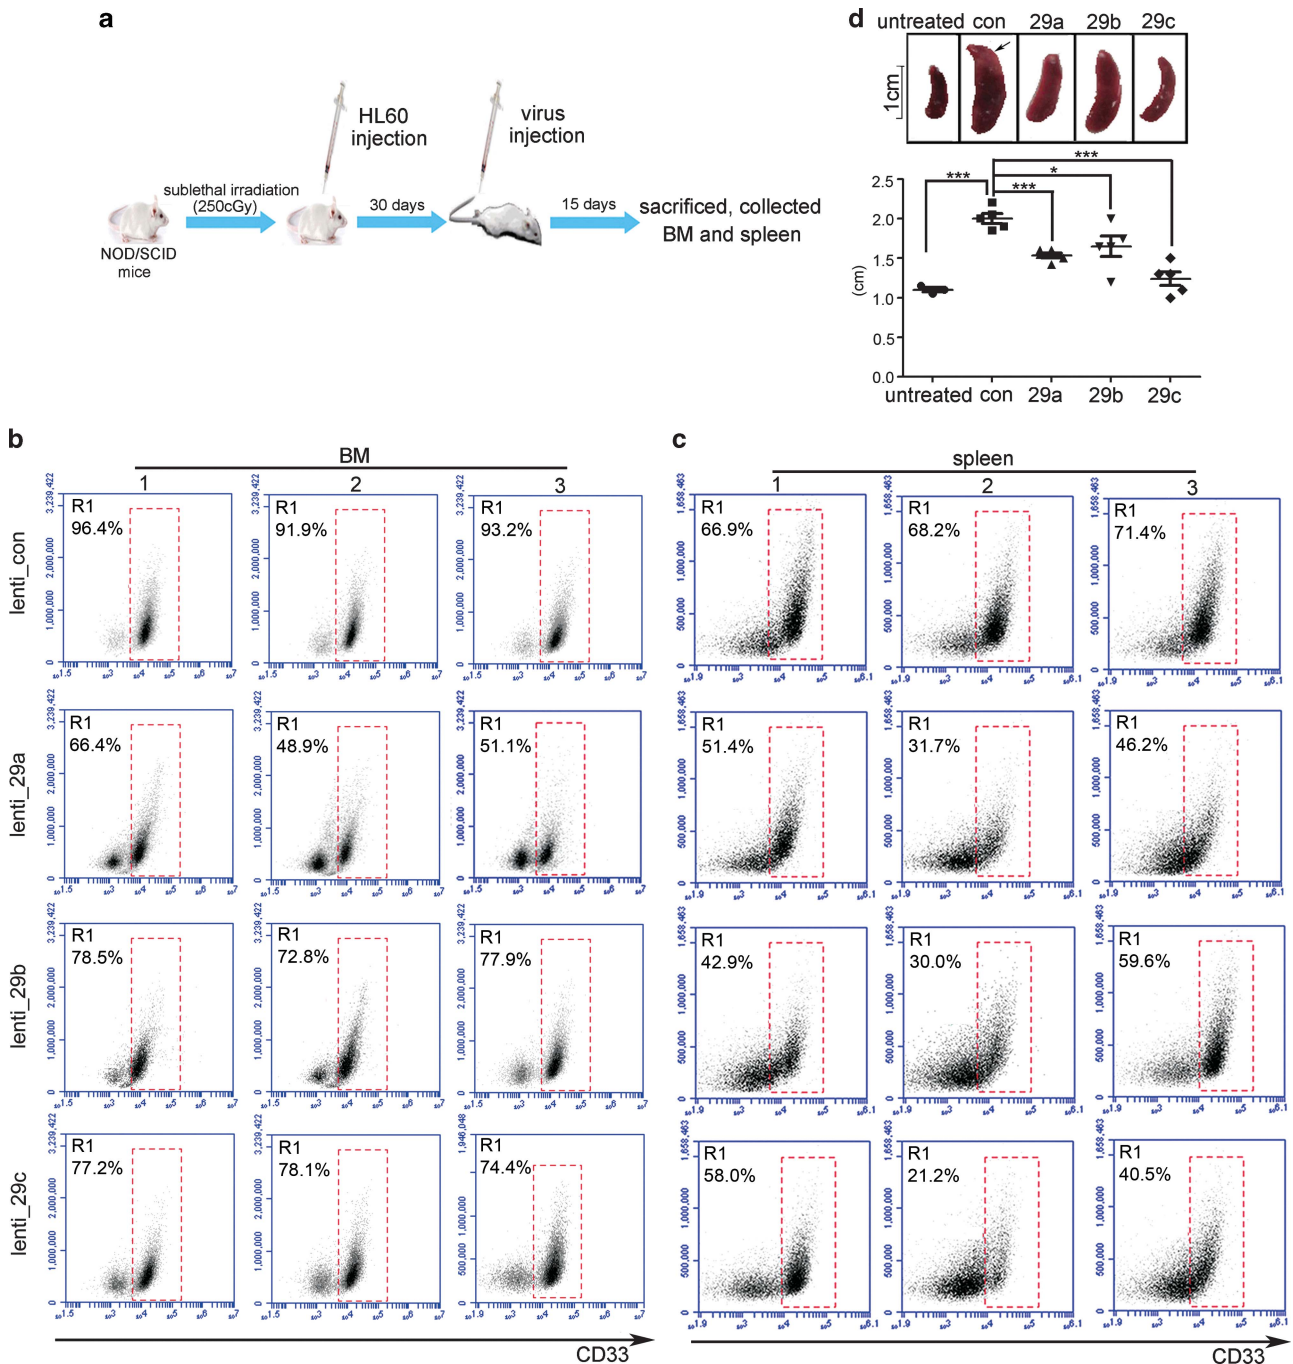 a
HL60
injection
virus
injection
sublethal irradiation
(250cGy)
30 days
15 days
sacrificed, collected
BM and spleen
NOD/SCID
mice
d
untreated con 29a 29b 29c
1cm
***
*
***
***
2.5
2.0
1.5
1.0
0.5
0.0
(cm)
untreated con 29a 29b 29c
b
BM
1 2 3
lenti_con
R1
96.4%
R1
91.9%
R1
93.2%
lenti_29a
R1
66.4%
R1
48.9%
R1
51.1%
lenti_29b
R1
78.5%
R1
72.8%
R1
77.9%
lenti_29c
R1
77.2%
R1
78.1%
R1
74.4%
CD33
c
spleen
1 2 3
R1
66.9%
R1
68.2%
R1
71.4%
R1
51.4%
R1
31.7%
R1
46.2%
R1
42.9%
R1
30.0%
R1
59.6%
R1
58.0%
R1
21.2%
R1
40.5%
CD33